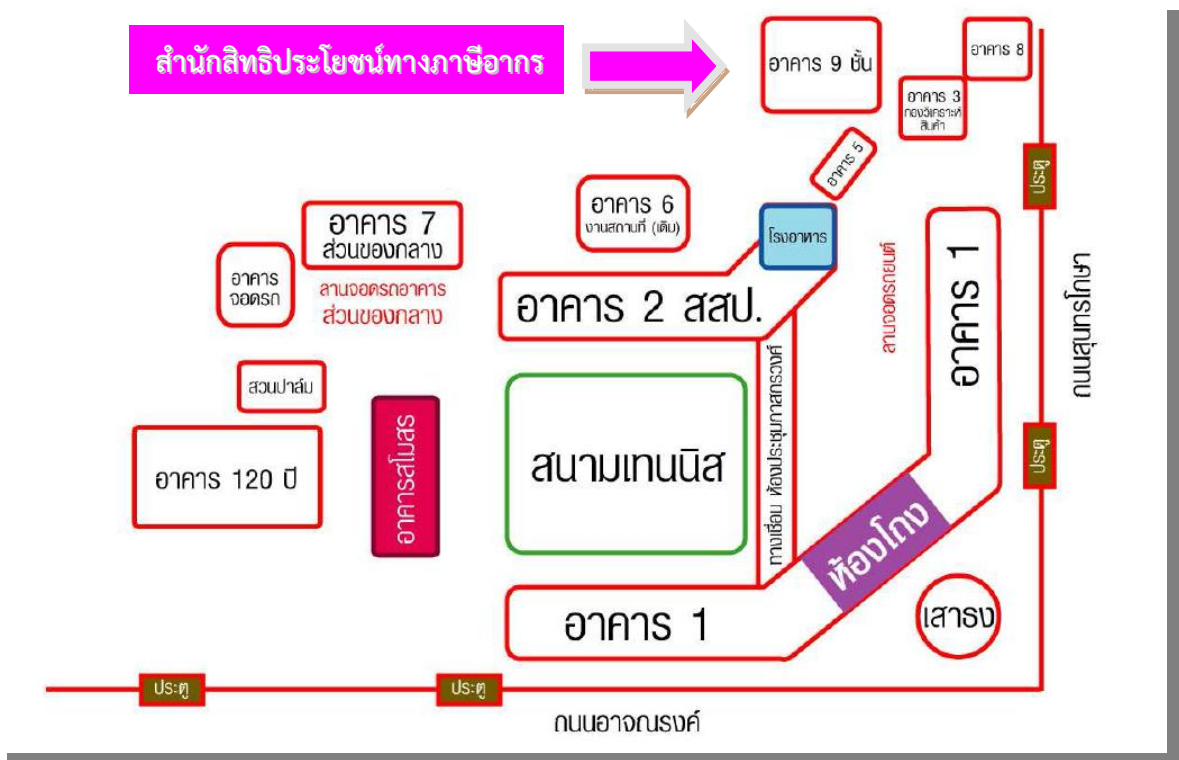 สำนักสิทธิประโยชน์ทางภาษีอากร
อาคาร 9 ชั้น
อาคาร 8
อาคาร 3
กองวิเคราะห์
สินค้า
อาคาร 5
ประตู
อาคาร 6
งานสถานที่ (เดิม)
โรงอาหาร
อาคาร 7
ส่วนของกลาง
อาคาร
จอดรถ
ลานจอดรถอาคาร
ส่วนของกลาง
อาคาร 2 สสป.
ลานจอดรถยนต์
อาคาร 1
ถนนสุนทรโกษา
สวนปาล์ม
อาคาร 120 ปี
อาคารสโมสร
สนามเทนนิส
ทางเชื่อม ห้องประชุมภาสกรวงศ์
ประตู
ห้องโถง
อาคาร 1
เสาธง
ประตู
ประตู
ถนนอาจณรงค์